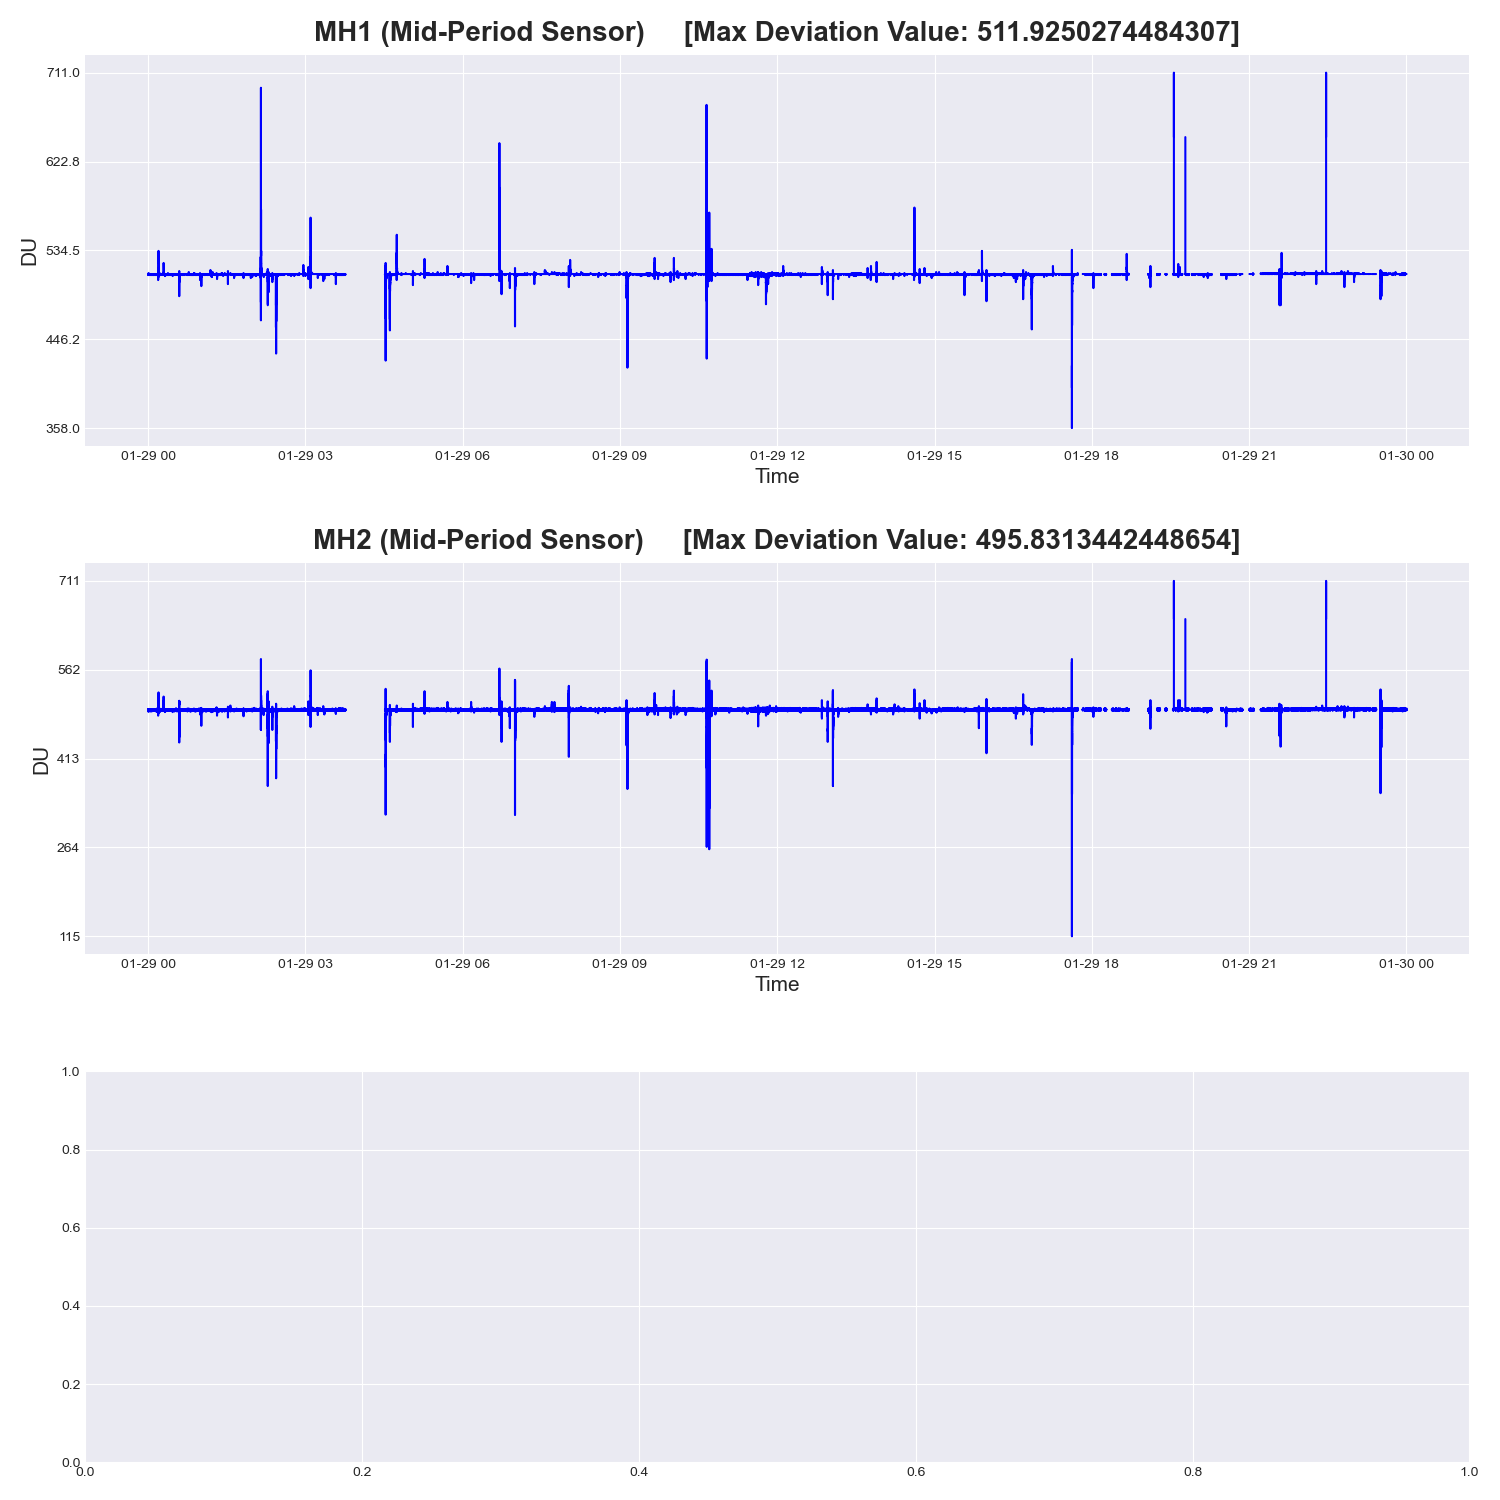 MH1 (Mid-Period Sensor) [Max Deviation Value: 511.9250274484307]
711.0
622.8
534.5
446.2
358.0
DU
01-29 00 01-29 03 01-29 06 01-29 09 01-29 12 01-29 15 01-29 18 01-29 21 01-30 00
Time
MH2 (Mid-Period Sensor) [Max Deviation Value: 495.8313442448654]
711
562
413
264
115
DU
01-29 00 01-29 03 01-29 06 01-29 09 01-29 12 01-29 15 01-29 18 01-29 21 01-30 00
Time
1.0
0.8
0.6
0.4
0.2
0.0
0.0 0.2 0.4 0.6 0.8 1.0